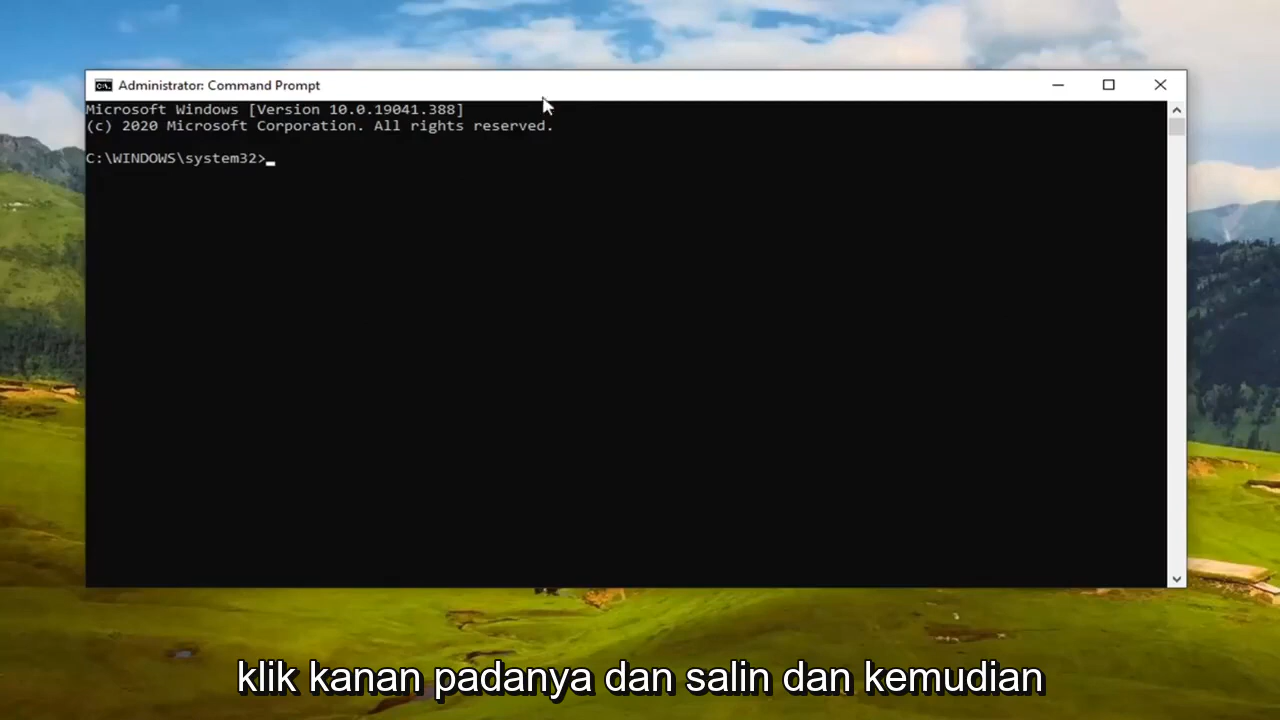 Administrator: Command Prompt
Microsoft Windows [Version 10.0.19041.388]
(c) 2020 Microsoft Corporation. All rights reserved.
C:\WINDOWS\system32>
klik kanan padanya dan salin dan kemudian